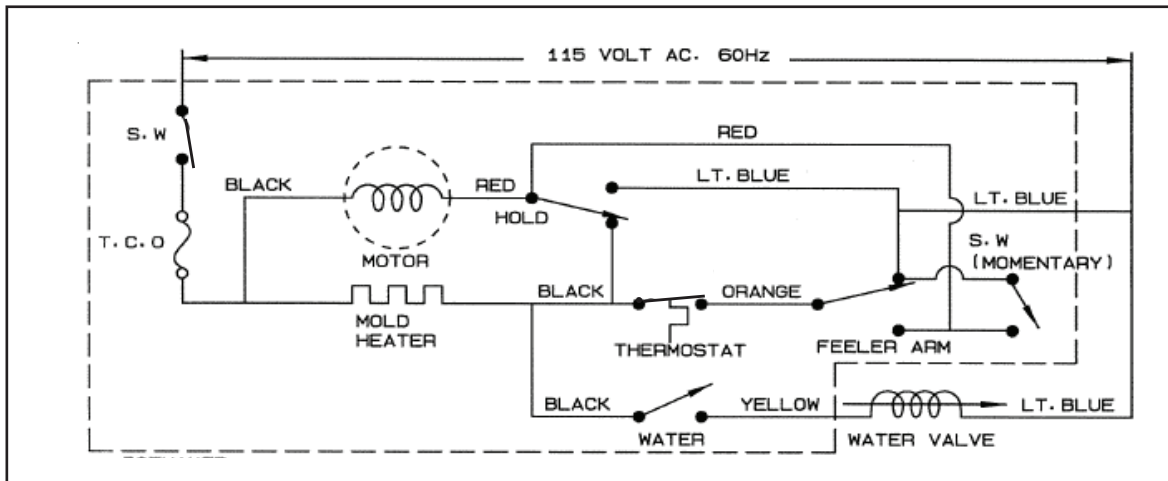 115 VOLT AC. 60Hz
S.W
RED
BLACK
RED
LT. BLUE
HOLD
LT. BLUE
T.C.O
MOTOR
S.W
(MOMENTARY)
BLACK
ORANGE
MOLD
HEATER
THERMOSTAT
FEELER ARM
BLACK
YELLOW
LT. BLUE
WATER
WATER VALVE